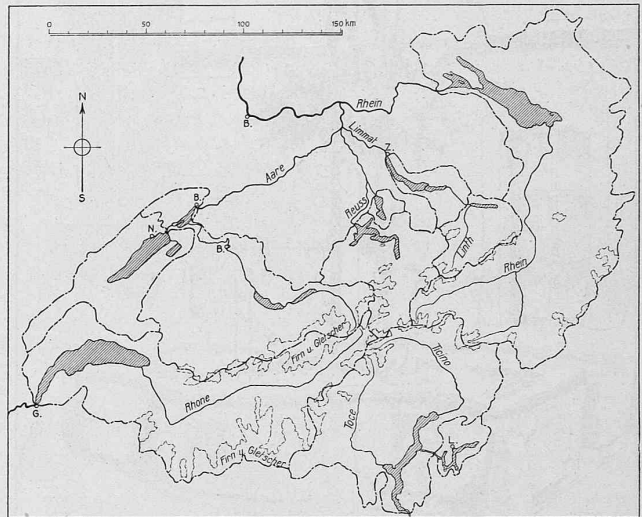 0 50 100 150 km
N
S
Rhein
B.
Limmat
Z.
Aare
Reuss
B.
N.
B.
Linth
Rhein
Firn u. Gletscher
Ticino
Rhone
Toce
G.
Firn u. Gletscher